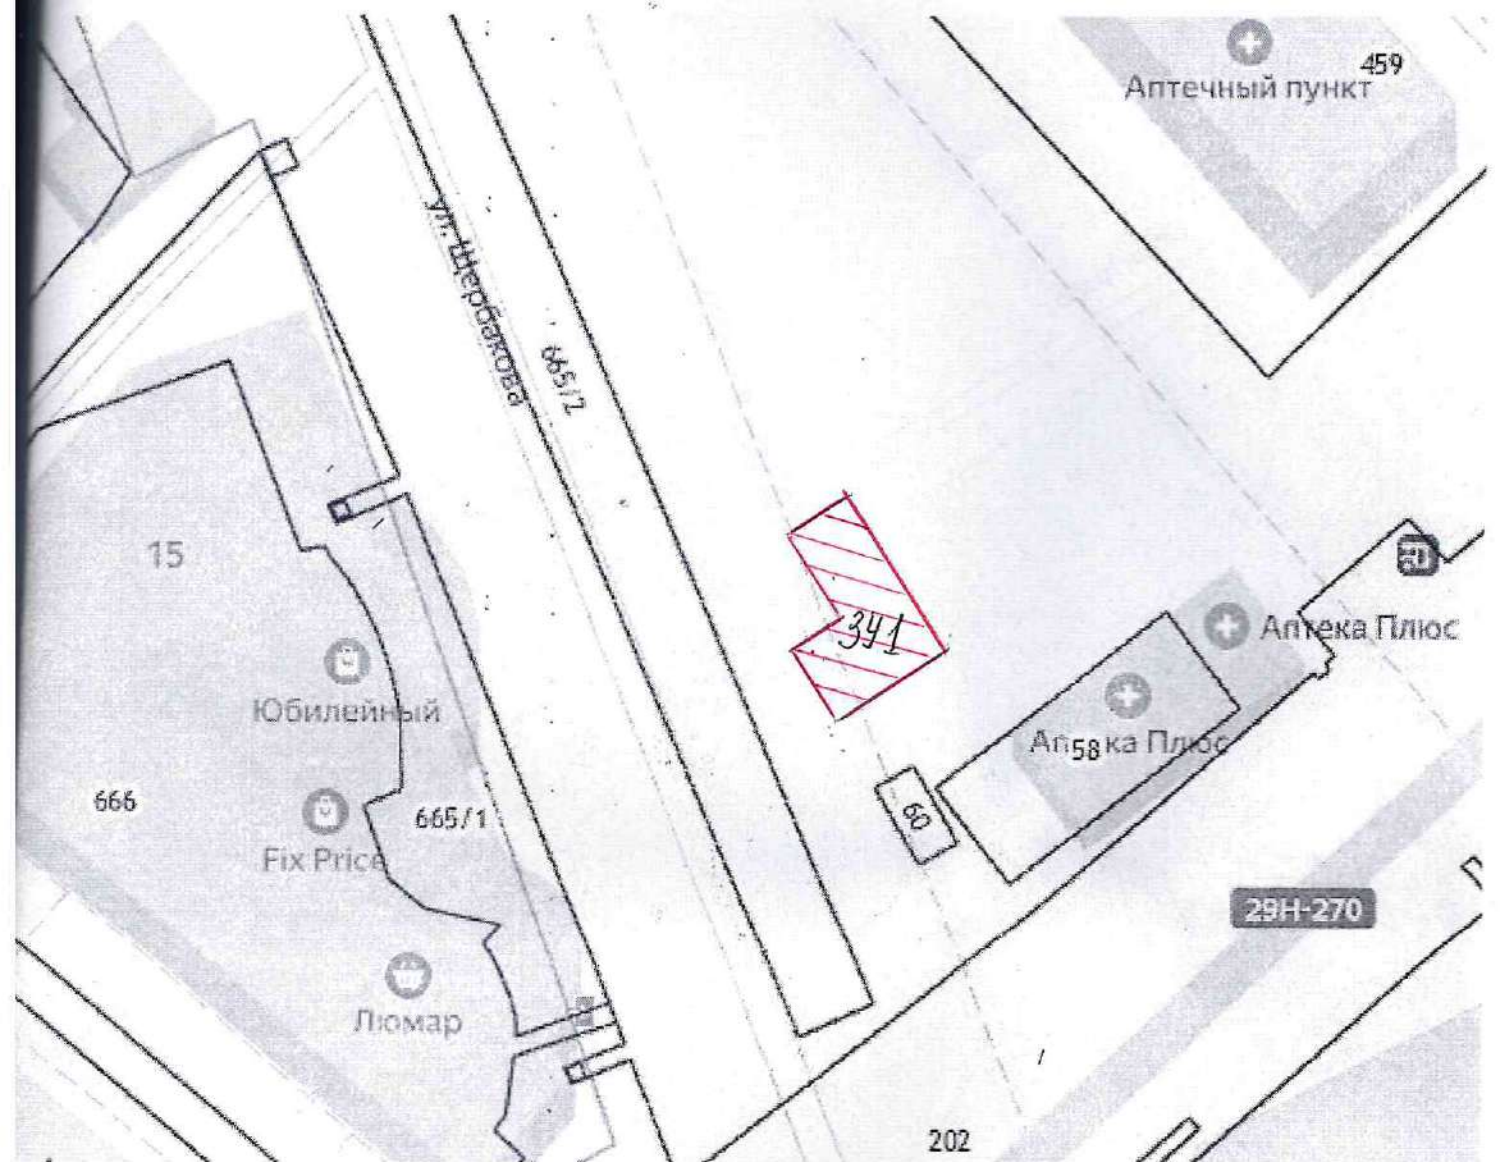 459
Аптечный пункт
ул. Щербакова
665/2
15
341
Аптека Плюс
Юбилейный
Ап58ка Плюс
666
60
665/1
Fix Price
29Н-270
Люмар
202